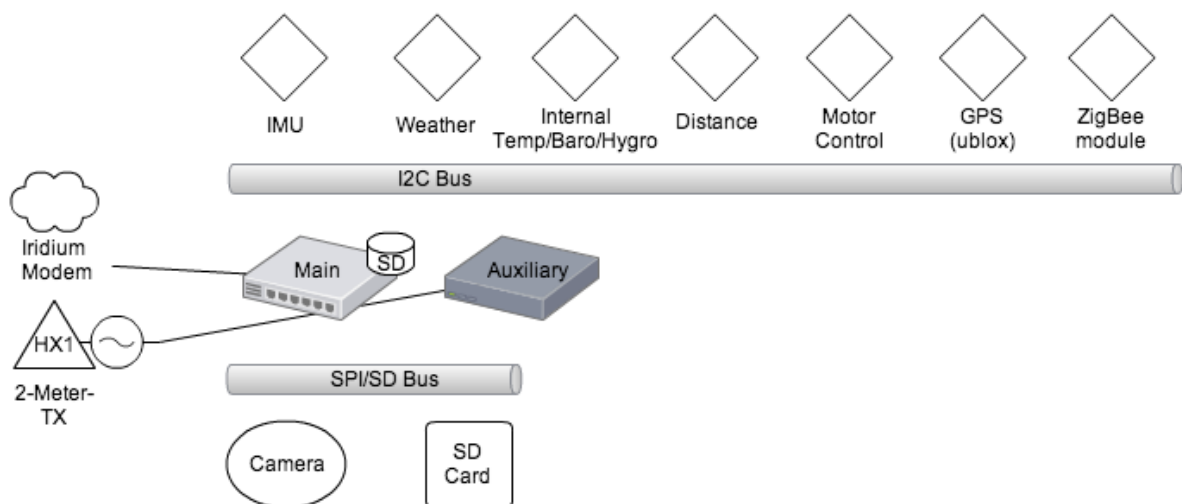 IMU
Weather
Internal
Temp/Baro/Hygro
Distance
Motor
Control
GPS
(ublox)
ZigBee
module
I2C Bus
Iridium
Modem
Main
SD
Auxiliary
HX1
2-Meter-
TX
SPI/SD Bus
Camera
SD
Card